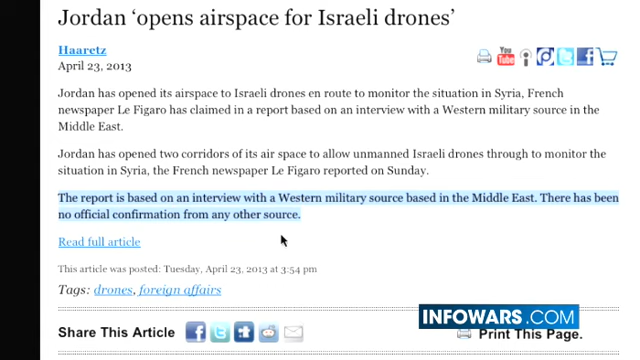 Jordan ‘opens airspace for Israeli drones’
Haaretz
April 23, 2013
You
Tube
Jordan has opened its airspace to Israeli drones en route to monitor the situation in Syria, French
newspaper Le Figaro has claimed in a report based on an interview with a Western military source in the
Middle East.
Jordan has opened two corridors of its air space to allow unmanned Israeli drones through to monitor the
situation in Syria, the French newspaper Le Figaro reported on Sunday.
The report is based on an interview with a Western military source based in the Middle East. There has been
no official confirmation from any other source.
Read full article
This article was posted: Tuesday, April 23, 2013 at 3:54 pm
Tags: drones, foreign affairs
INFOWARS.COM
Share This Article
Print This Page.